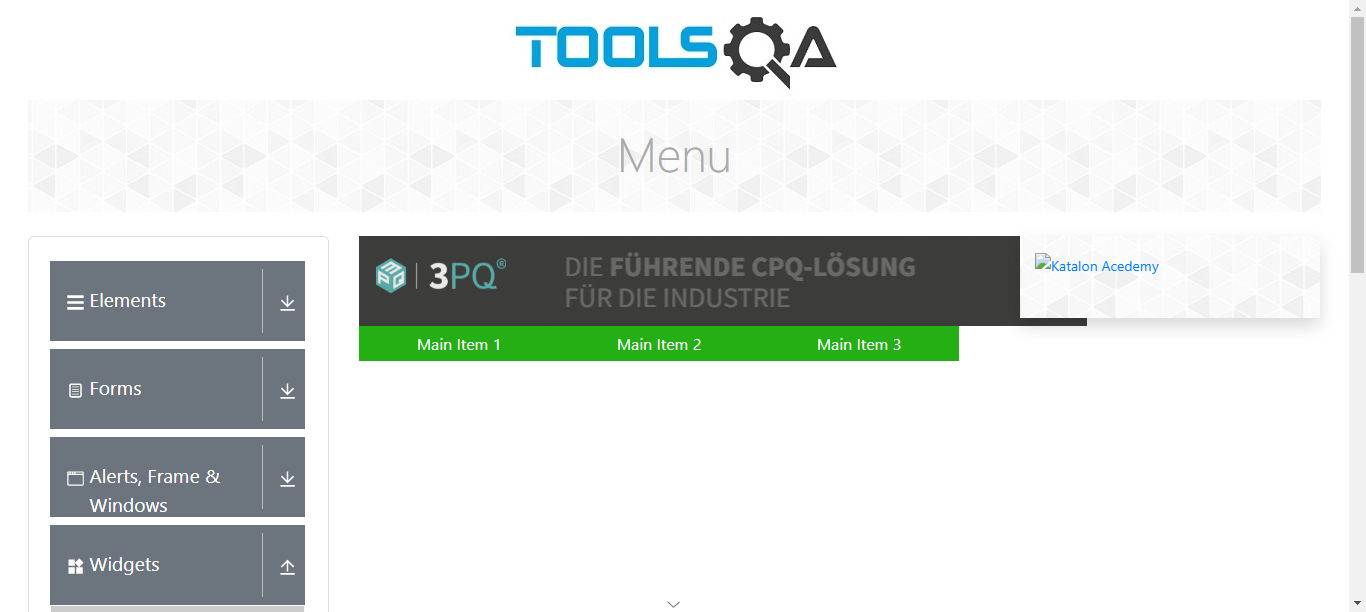 TOOLSQA
Menu
Elements
Forms
Alerts, Frame &
Windows
Widgets
3PQ®
DIE FÜHRENDE CPQ-LÖSUNG
FÜR DIE INDUSTRIE
Katalon Acedemy
Main Item 1
Main Item 2
Main Item 3